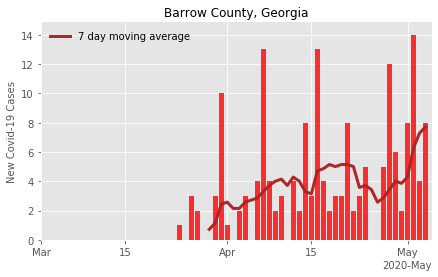 Barrow County, Georgia
7 day moving average
New Covid-19 Cases
14
12
10
8
6
4
2
0
Mar 15 Apr 15 May
2020-May